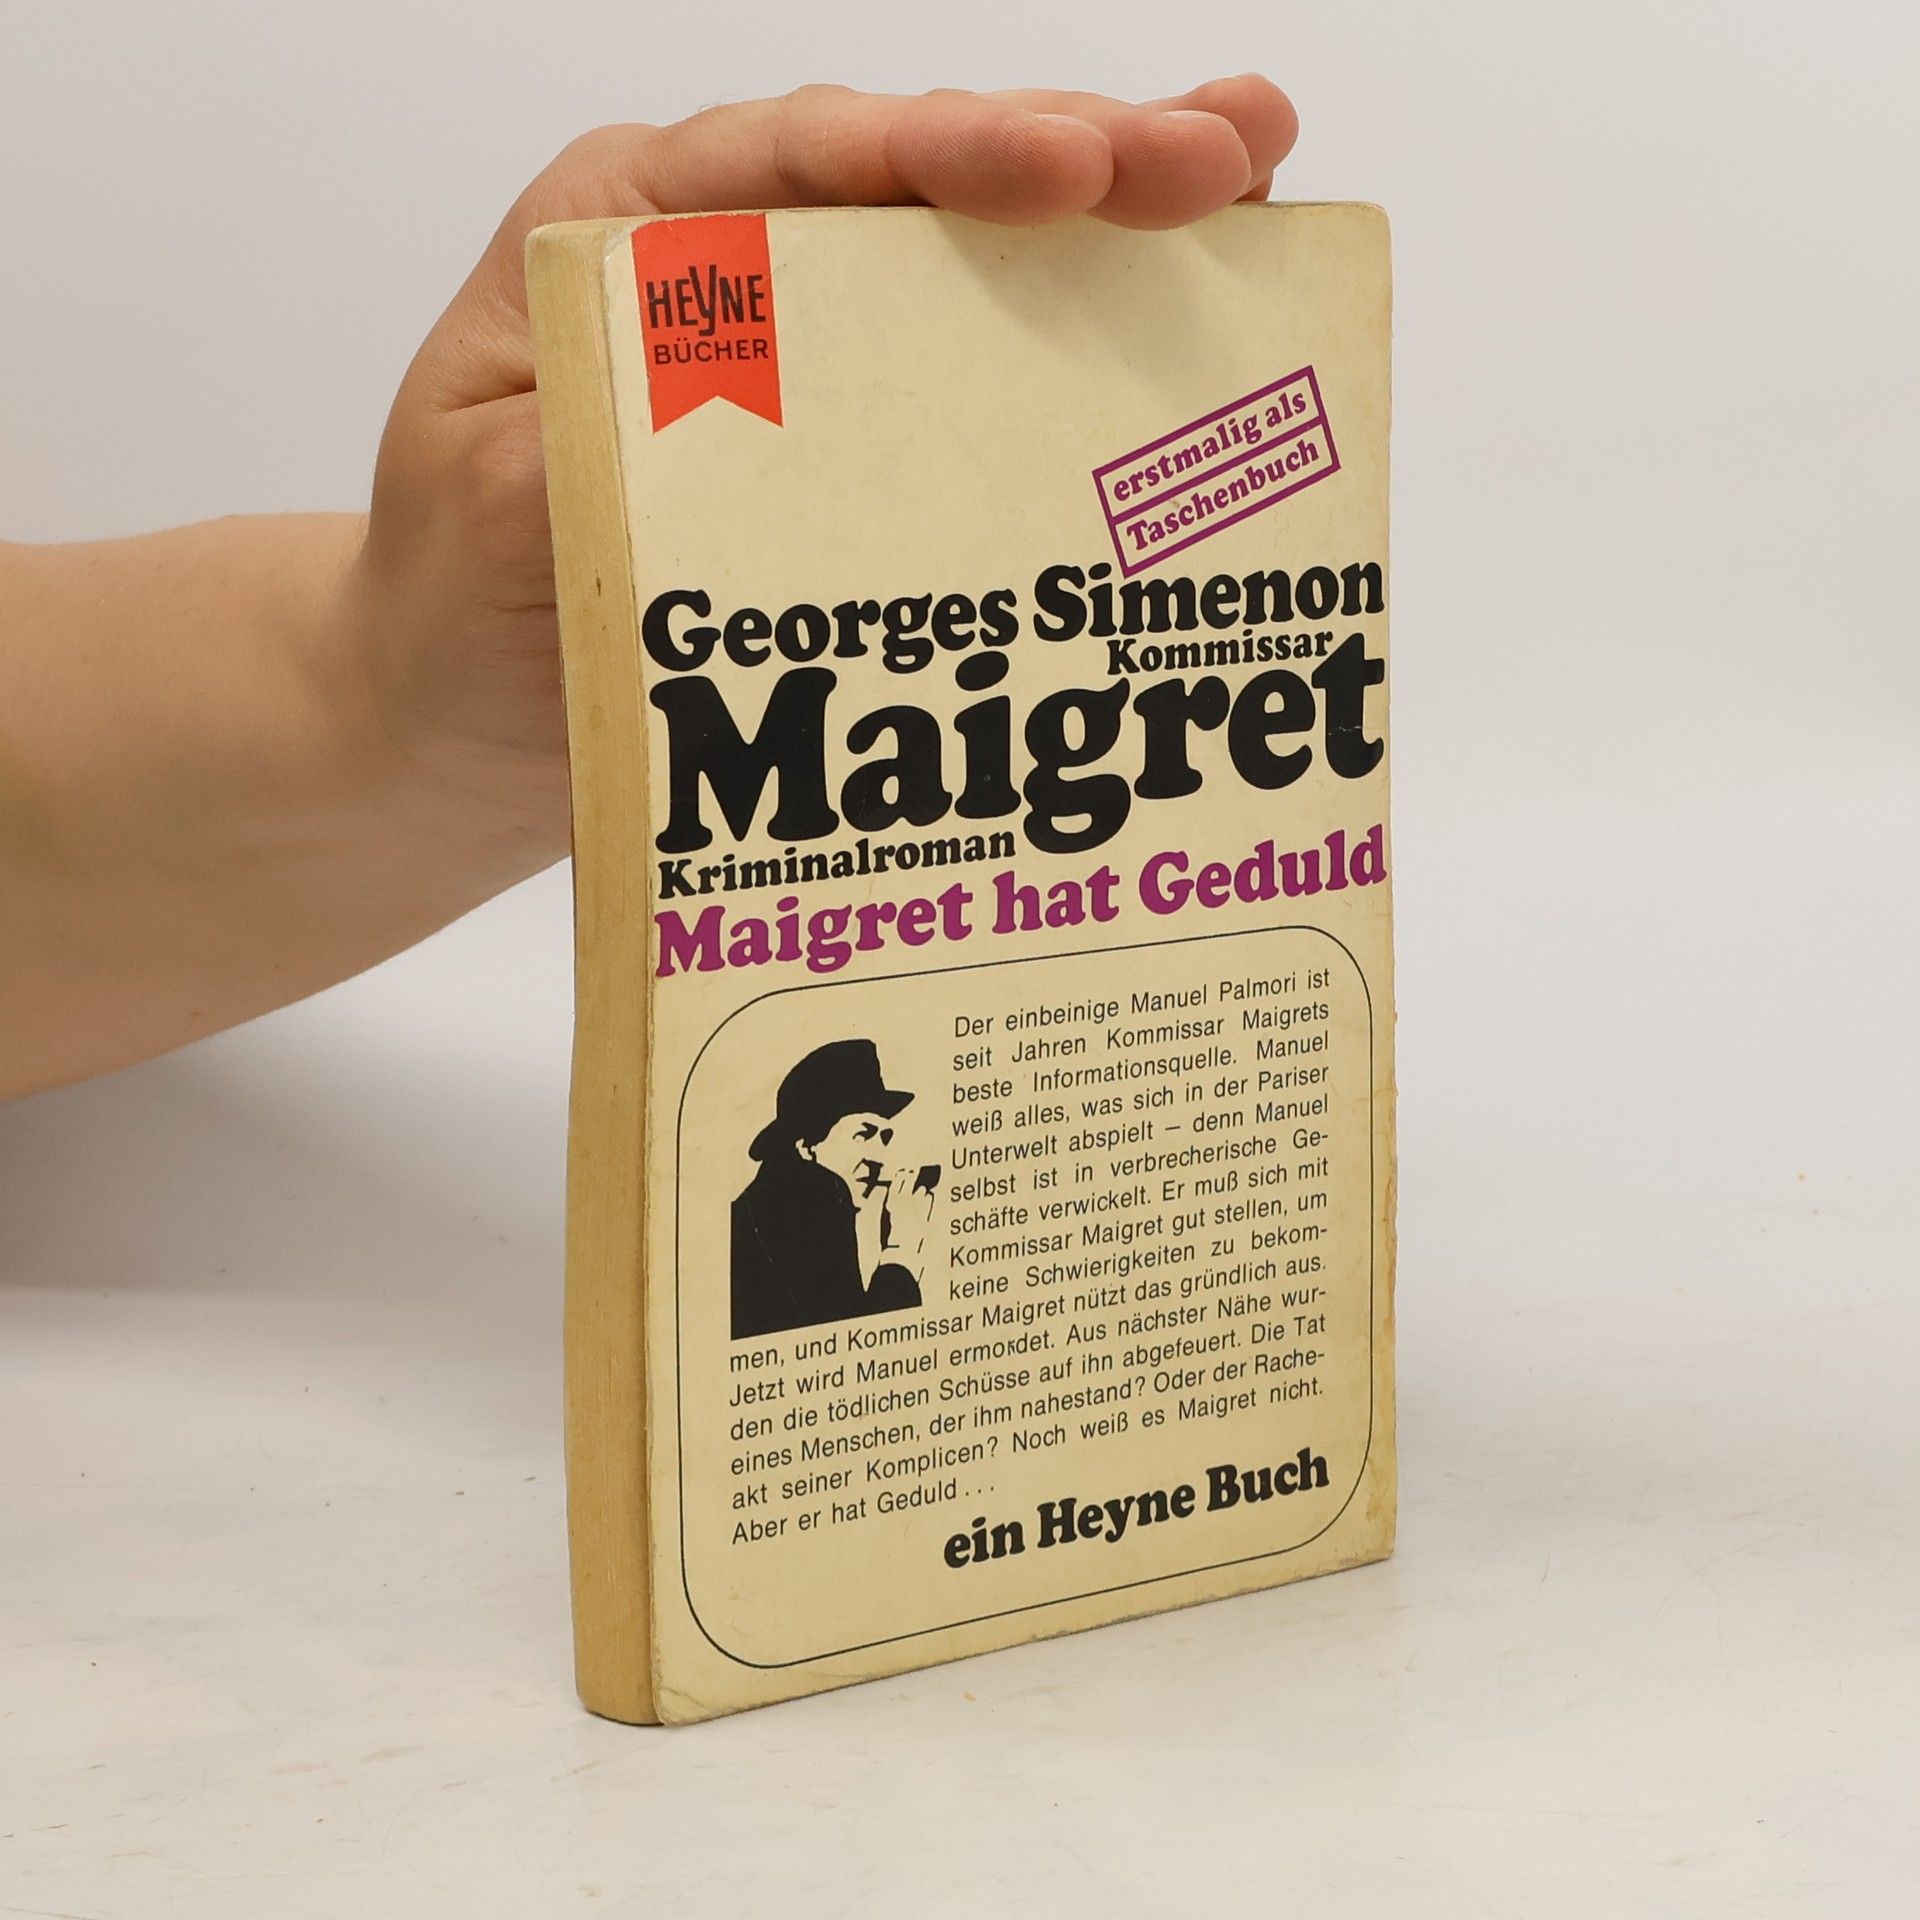 HEYNE
BÜCHER
erstmalig als
Taschenbuch
Georges Simenon
Kommissar
Maigret
Kriminalroman
Maigret hat Geduld
Der einbeinige Manuel Palmori ist
seit Jahren Kommissar Maigrets
beste Informationsquelle. Manuel
weiß alles, was sich in der Pariser
Unterwelt abspielt – denn Manuel
selbst ist in verbrecherische Ge-
schäfte verwickelt. Er muß sich mit
Kommissar Maigret gut stellen, um
keine Schwierigkeiten zu bekom-
men, und Kommissar Maigret nützt das gründlich aus.
Jetzt wird Manuel ermordet. Aus nächster Nähe wur-
den die tödlichen Schüsse auf ihn abgefeuert. Die Tat
eines Menschen, der ihm nahestand? Oder der Rache-
akt seiner Komplicen? Noch weiß es Maigret nicht.
Aber er hat Geduld . . .
ein Heyne Buch